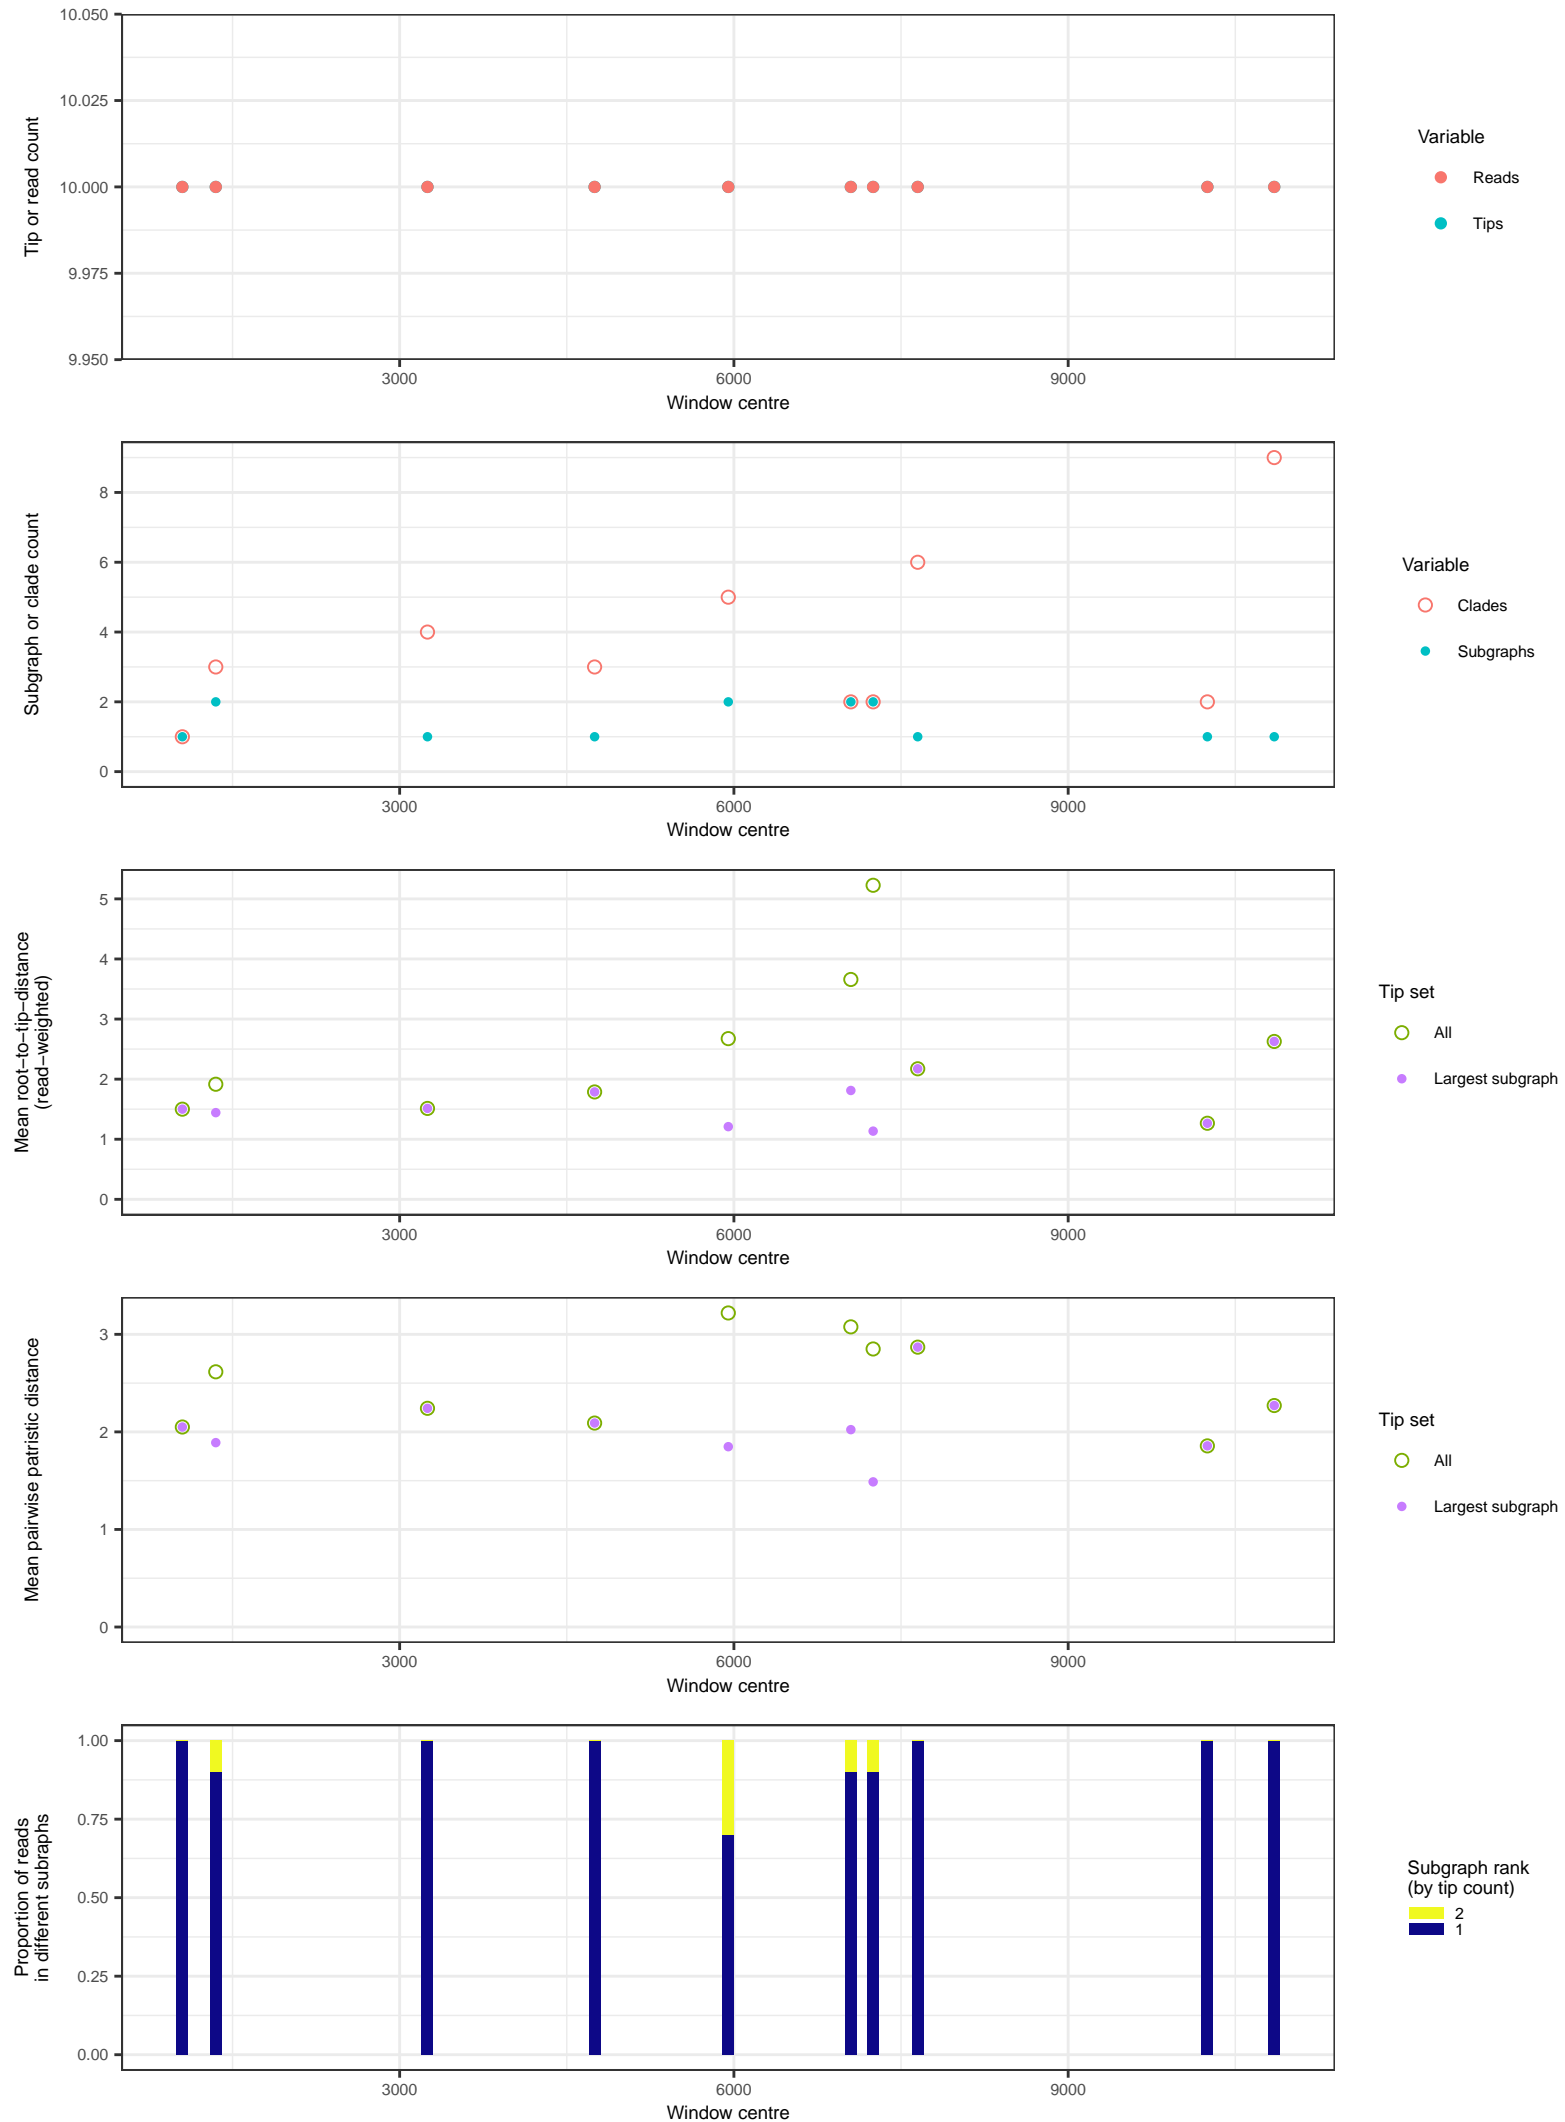 Tip or read count
10.050
10.025
10.000
9.975
9.950
3000
6000
9000
Window centre
Variable
Reads
Tips
Subgraph or clade count
8
6
4
2
0
3000
6000
9000
Window centre
Variable
Clades
Subgraphs
Mean root−to−tip−distance
(read−weighted)
5
4
3
2
1
0
3000
6000
9000
Window centre
Tip set
All
Largest subgraph
Mean pairwise patristic distance
3
2
1
0
3000
6000
9000
Window centre
Tip set
All
Largest subgraph
Proportion of reads
in different subraphs
1.00
0.75
0.50
0.25
0.00
3000
6000
9000
Window centre
Subgraph rank
(by tip count)
2
1